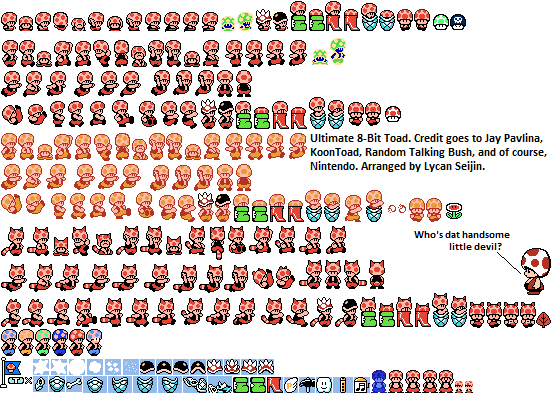 Ultimate 8-Bit Toad. Credit goes to Jay Pavlina,
KoonToad, Random Talking Bush, and of course,
Nintendo. Arranged by Lycan Seijin.
Who's dat handsome
little devil?